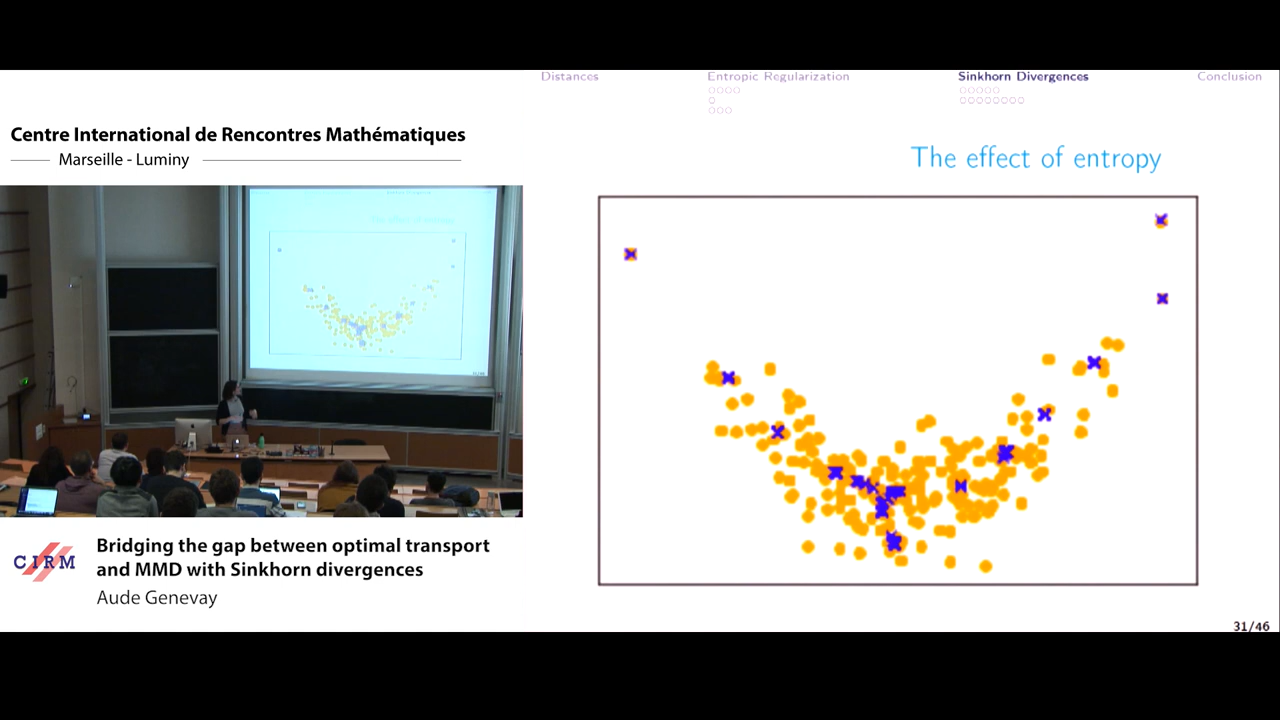 Distances
Entropic Regularization
Sinkhorn Divergences
Conclusion
Centre International de Rencontres Mathématiques
Marseille - Luminy
The effect of entropy
CIRM
Bridging the gap between optimal transport
and MMD with Sinkhorn divergences
Aude Genevay
31/46